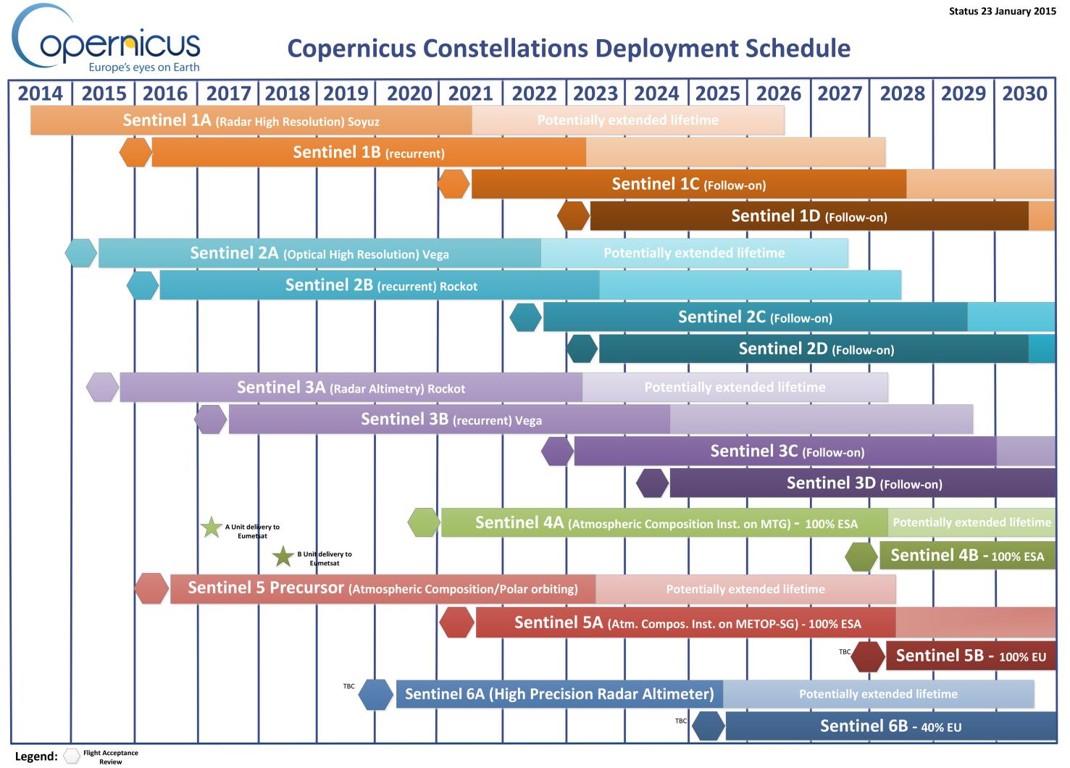 Status 23 January 2015
Copernicus
Europe's eyes on Earth
Copernicus Constellations Deployment Schedule
2014 2015 2016 2017 2018 2019 2020 2021 2022 2023 2024 2025 2026 2027 2028 2029 2030
Sentinel 1A (Radar High Resolution) Soyuz Potentially extended lifetime
Sentinel 1B (recurrent)
Sentinel 1C (Follow-on)
Sentinel 1D (Follow-on)
Sentinel 2A (Optical High Resolution) Vega Potentially extended lifetime
Sentinel 2B (recurrent) Rockot
Sentinel 2C (Follow-on)
Sentinel 2D (Follow-on)
Sentinel 3A (Radar Altimetry) Rockot Potentially extended lifetime
Sentinel 3B (recurrent) Vega
Sentinel 3C (Follow-on)
Sentinel 3D (Follow-on)
A Unit delivery to
Eumetsat
Sentinel 4A (Atmospheric Composition Inst. on MTG) - 100% ESA Potentially extended lifetime
B Unit delivery to
Eumetsat
Sentinel 4B - 100% ESA
Sentinel 5 Precursor (Atmospheric Composition/Polar orbiting) Potentially extended lifetime
Sentinel 5A (Atm. Compos. Inst. on METOP-SG) - 100% ESA
TBC Sentinel 5B - 100% EU
TBC Sentinel 6A (High Precision Radar Altimeter) Potentially extended lifetime
TBC Sentinel 6B - 40% EU
Legend: Flight Acceptance
Review